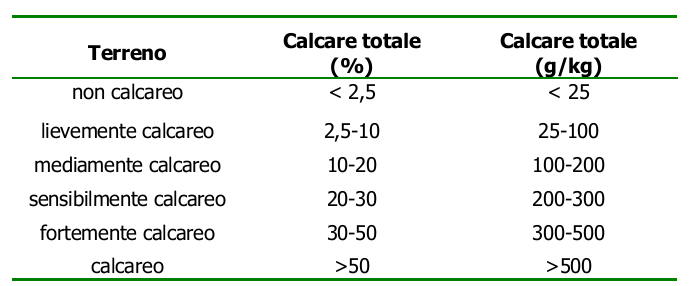 Terreno Calcare totale (%) Calcare totale (g/kg)
non calcareo < 2,5 < 25
lievemente calcareo 2,5-10 25-100
mediamente calcareo 10-20 100-200
sensibilmente calcareo 20-30 200-300
fortemente calcareo 30-50 300-500
calcareo >50 >500